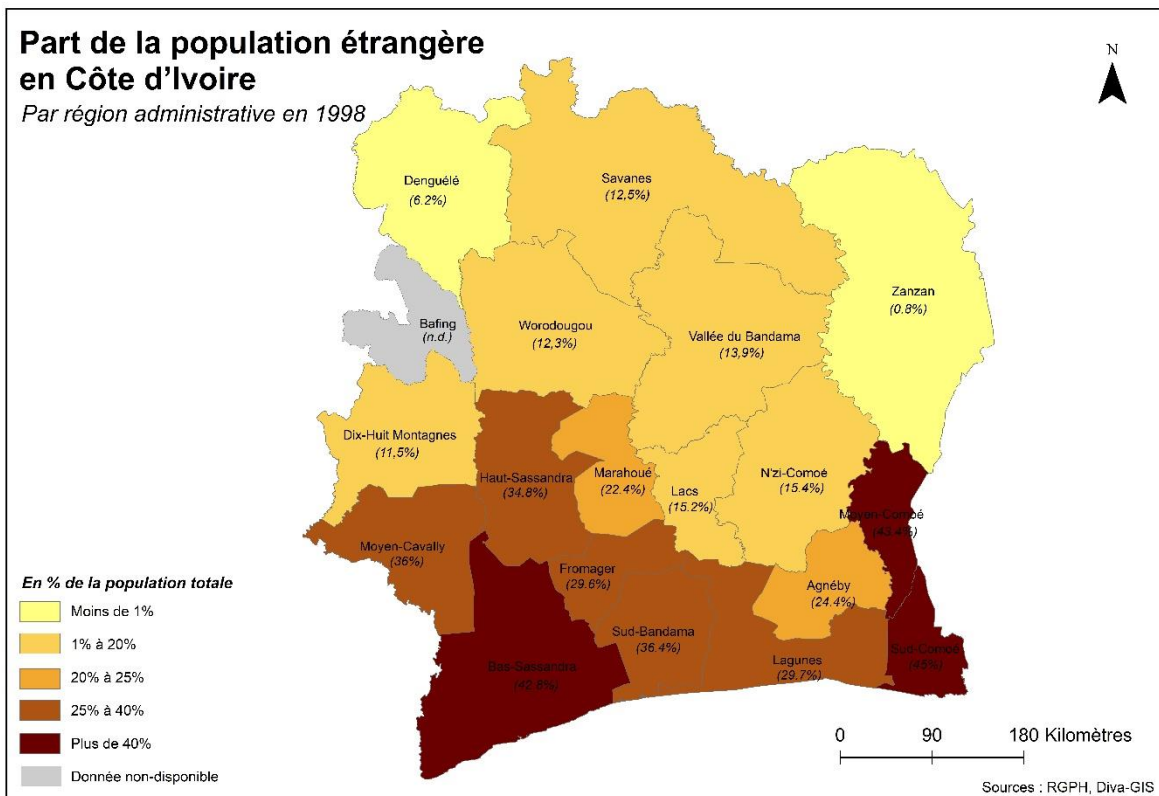 Part de la population étrangère
en Côte d'Ivoire
Par région administrative en 1998
N
Denguélé
(6.2%)
Savanes
(12,5%)
Zanzan
(0.8%)
Bafing
(n.d.)
Worodougou
(12,3%)
Vallée du Bandama
(13,9%)
Dix-Huit Montagnes
(11,5%)
Haut-Sassandra
(34.8%)
Marahoué
(22.4%)
Lacs
(15.2%)
N'zi-Comoé
(15.4%)
Moyen-Comoé
(43.4%)
Moyen-Cavally
(36%)
Fromager
(29.6%)
Agnéby
(24.4%)
Sud-Bandama
(36.4%)
Bas-Sassandra
(42.8%)
Lagunes
(29.7%)
Sud-Comoé
(45%)
En % de la population totale
Moins de 1%
1% à 20%
20% à 25%
25% à 40%
Plus de 40%
Donnée non-disponible
0 90 180 Kilomètres
Sources : RGPH, Diva-GIS